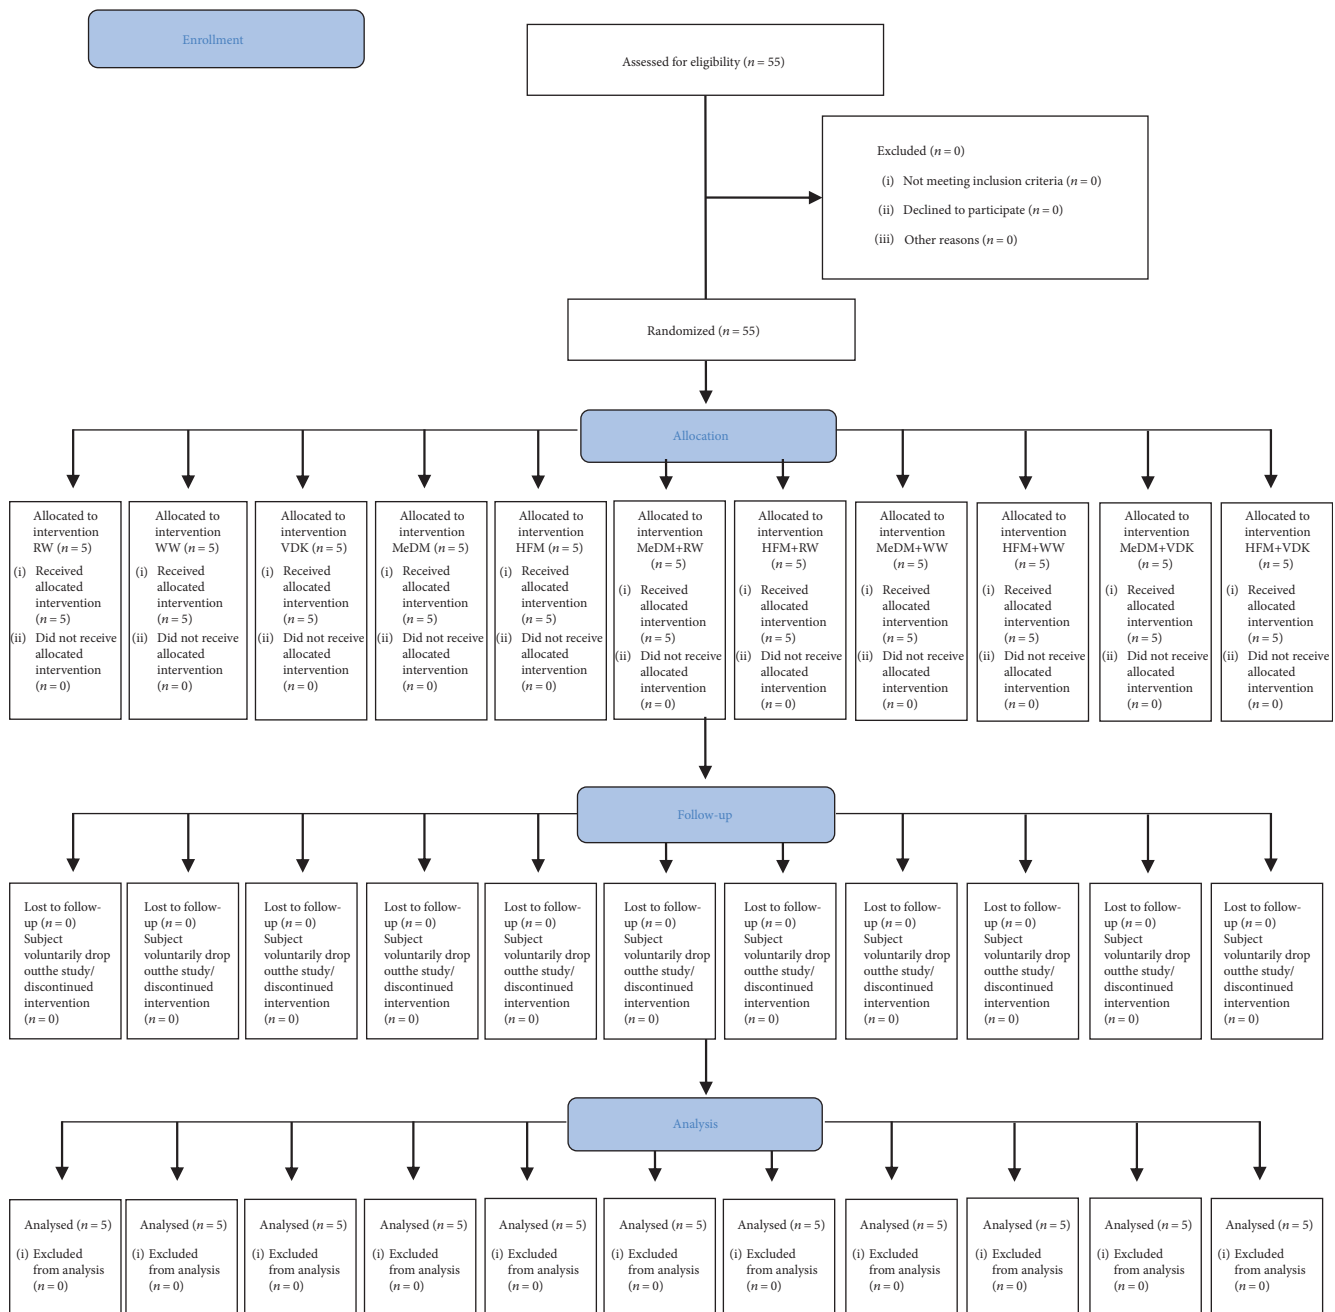 Enrollment
Assessed for eligibility (n = 55)
Excluded (n = 0)
(i) Not meeting inclusion criteria (n = 0)
(ii) Declined to participate (n = 0)
(iii) Other reasons (n = 0)
Randomized (n = 55)
Allocation
Allocated to
intervention
RW (n = 5)
(i) Received
allocated
intervention
(n = 5)
(ii) Did not receive
allocated
intervention
(n = 0)
Allocated to
intervention
WW (n = 5)
(i) Received
allocated
intervention
(n = 5)
(ii) Did not receive
allocated
intervention
(n = 0)
Allocated to
intervention
VDK (n = 5)
(i) Received
allocated
intervention
(n = 5)
(ii) Did not receive
allocated
intervention
(n = 0)
Allocated to
intervention
MeDM (n = 5)
(i) Received
allocated
intervention
(n = 5)
(ii) Did not receive
allocated
intervention
(n = 0)
Allocated to
intervention
HFM (n = 5)
(i) Received
allocated
intervention
(n = 5)
(ii) Did not receive
allocated
intervention
(n = 0)
Allocated to
intervention
MeDM+RW
(n = 5)
(i) Received
allocated
intervention
(n = 5)
(ii) Did not receive
allocated
intervention
(n = 0)
Allocated to
intervention
HFM+RW
(n = 5)
(i) Received
allocated
intervention
(n = 5)
(ii) Did not receive
allocated
intervention
(n = 0)
Allocated to
intervention
MeDM+WW
(n = 5)
(i) Received
allocated
intervention
(n = 5)
(ii) Did not receive
allocated
intervention
(n = 0)
Allocated to
intervention
HFM+WW
(n = 5)
(i) Received
allocated
intervention
(n = 5)
(ii) Did not receive
allocated
intervention
(n = 0)
Allocated to
intervention
MeDM+VDK
(n = 5)
(i) Received
allocated
intervention
(n = 5)
(ii) Did not receive
allocated
intervention
(n = 0)
Allocated to
intervention
HFM+VDK
(n = 5)
(i) Received
allocated
intervention
(n = 5)
(ii) Did not receive
allocated
intervention
(n = 0)
Follow-up
Lost to follow-
up (n = 0)
Subject
voluntarily drop
outthe study/
discontinued
intervention
(n = 0)
Lost to follow-
up (n = 0)
Subject
voluntarily drop
outthe study/
discontinued
intervention
(n = 0)
Lost to follow-
up (n = 0)
Subject
voluntarily drop
outthe study/
discontinued
intervention
(n = 0)
Lost to follow-
up (n = 0)
Subject
voluntarily drop
outthe study/
discontinued
intervention
(n = 0)
Lost to follow-
up (n = 0)
Subject
voluntarily drop
outthe study/
discontinued
intervention
(n = 0)
Lost to follow-
up (n = 0)
Subject
voluntarily drop
outthe study/
discontinued
intervention
(n = 0)
Lost to follow-
up (n = 0)
Subject
voluntarily drop
outthe study/
discontinued
intervention
(n = 0)
Lost to follow-
up (n = 0)
Subject
voluntarily drop
outthe study/
discontinued
intervention
(n = 0)
Lost to follow-
up (n = 0)
Subject
voluntarily drop
outthe study/
discontinued
intervention
(n = 0)
Lost to follow-
up (n = 0)
Subject
voluntarily drop
outthe study/
discontinued
intervention
(n = 0)
Lost to follow-
up (n = 0)
Subject
voluntarily drop
outthe study/
discontinued
intervention
(n = 0)
Analysis
Analysed (n = 5)
(i) Excluded
from analysis
(n = 0)
Analysed (n = 5)
(i) Excluded
from analysis
(n = 0)
Analysed (n = 5)
(i) Excluded
from analysis
(n = 0)
Analysed (n = 5)
(i) Excluded
from analysis
(n = 0)
Analysed (n = 5)
(i) Excluded
from analysis
(n = 0)
Analysed (n = 5)
(i) Excluded
from analysis
(n = 0)
Analysed (n = 5)
(i) Excluded
from analysis
(n = 0)
Analysed (n = 5)
(i) Excluded
from analysis
(n = 0)
Analysed (n = 5)
(i) Excluded
from analysis
(n = 0)
Analysed (n = 5)
(i) Excluded
from analysis
(n = 0)
Analysed (n = 5)
(i) Excluded
from analysis
(n = 0)